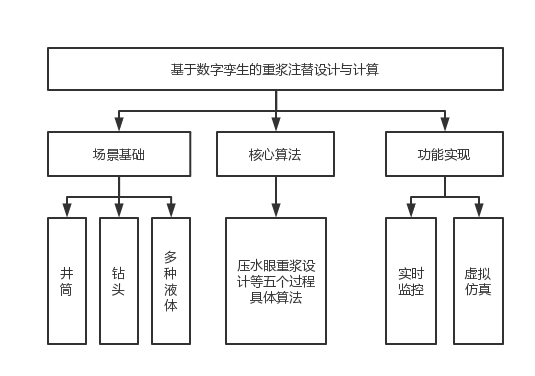 基于数字孪生的重浆注替设计与计算
场景基础
核心算法
功能实现
井筒
钻头
多种液体
压水眼重浆设
计等五个过程
具体算法
实时
监控
虚拟
仿真